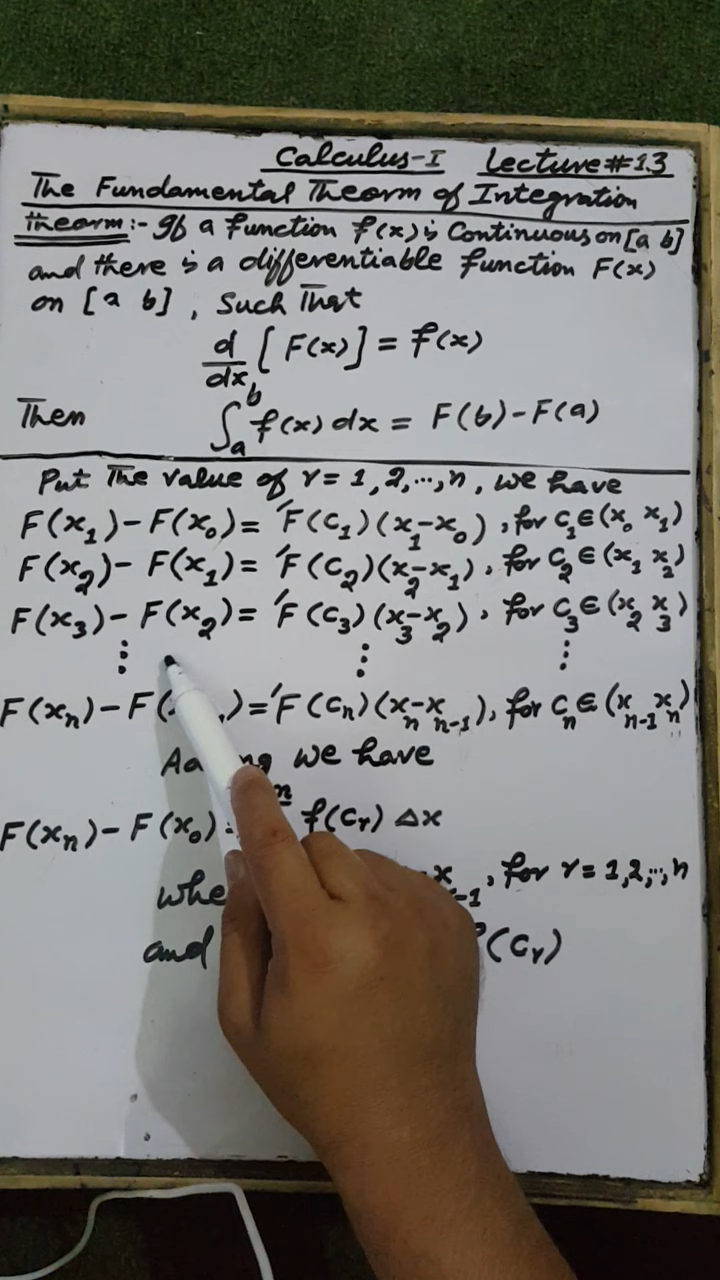 Calculus-I Lecture#13
The Fundamental Theorm of Integration
theorm:- If a function f(x) is Continuous on [a b]
and there is a differentiable function F(x)
on [a b], Such That
d/dx [F(x)] = f(x)
Then ∫_a^b f(x) dx = F(b)-F(a)
Put The value of r = 1, 2, ..., n, we have
F(x₁)-F(x₀) = 'F(c₁)(x₁-x₀), for c₁∈(x₀ x₁)
F(x₂)-F(x₁) = 'F(c₂)(x₂-x₁), for c₂∈(x₁ x₂)
F(x₃)-F(x₂) = 'F(c₃)(x₃-x₂), for c₃∈(x₂ x₃)
⋮ ⋮ ⋮
F(xₙ)-F( ) = 'F(cₙ)(xₙ-xₙ₋₁), for cₙ∈(xₙ₋₁ xₙ)
we have
F(xₙ)-F(x₀) = n f(cᵣ) Δx
-x -1, for r = 1,2,..,n
and (cᵣ)